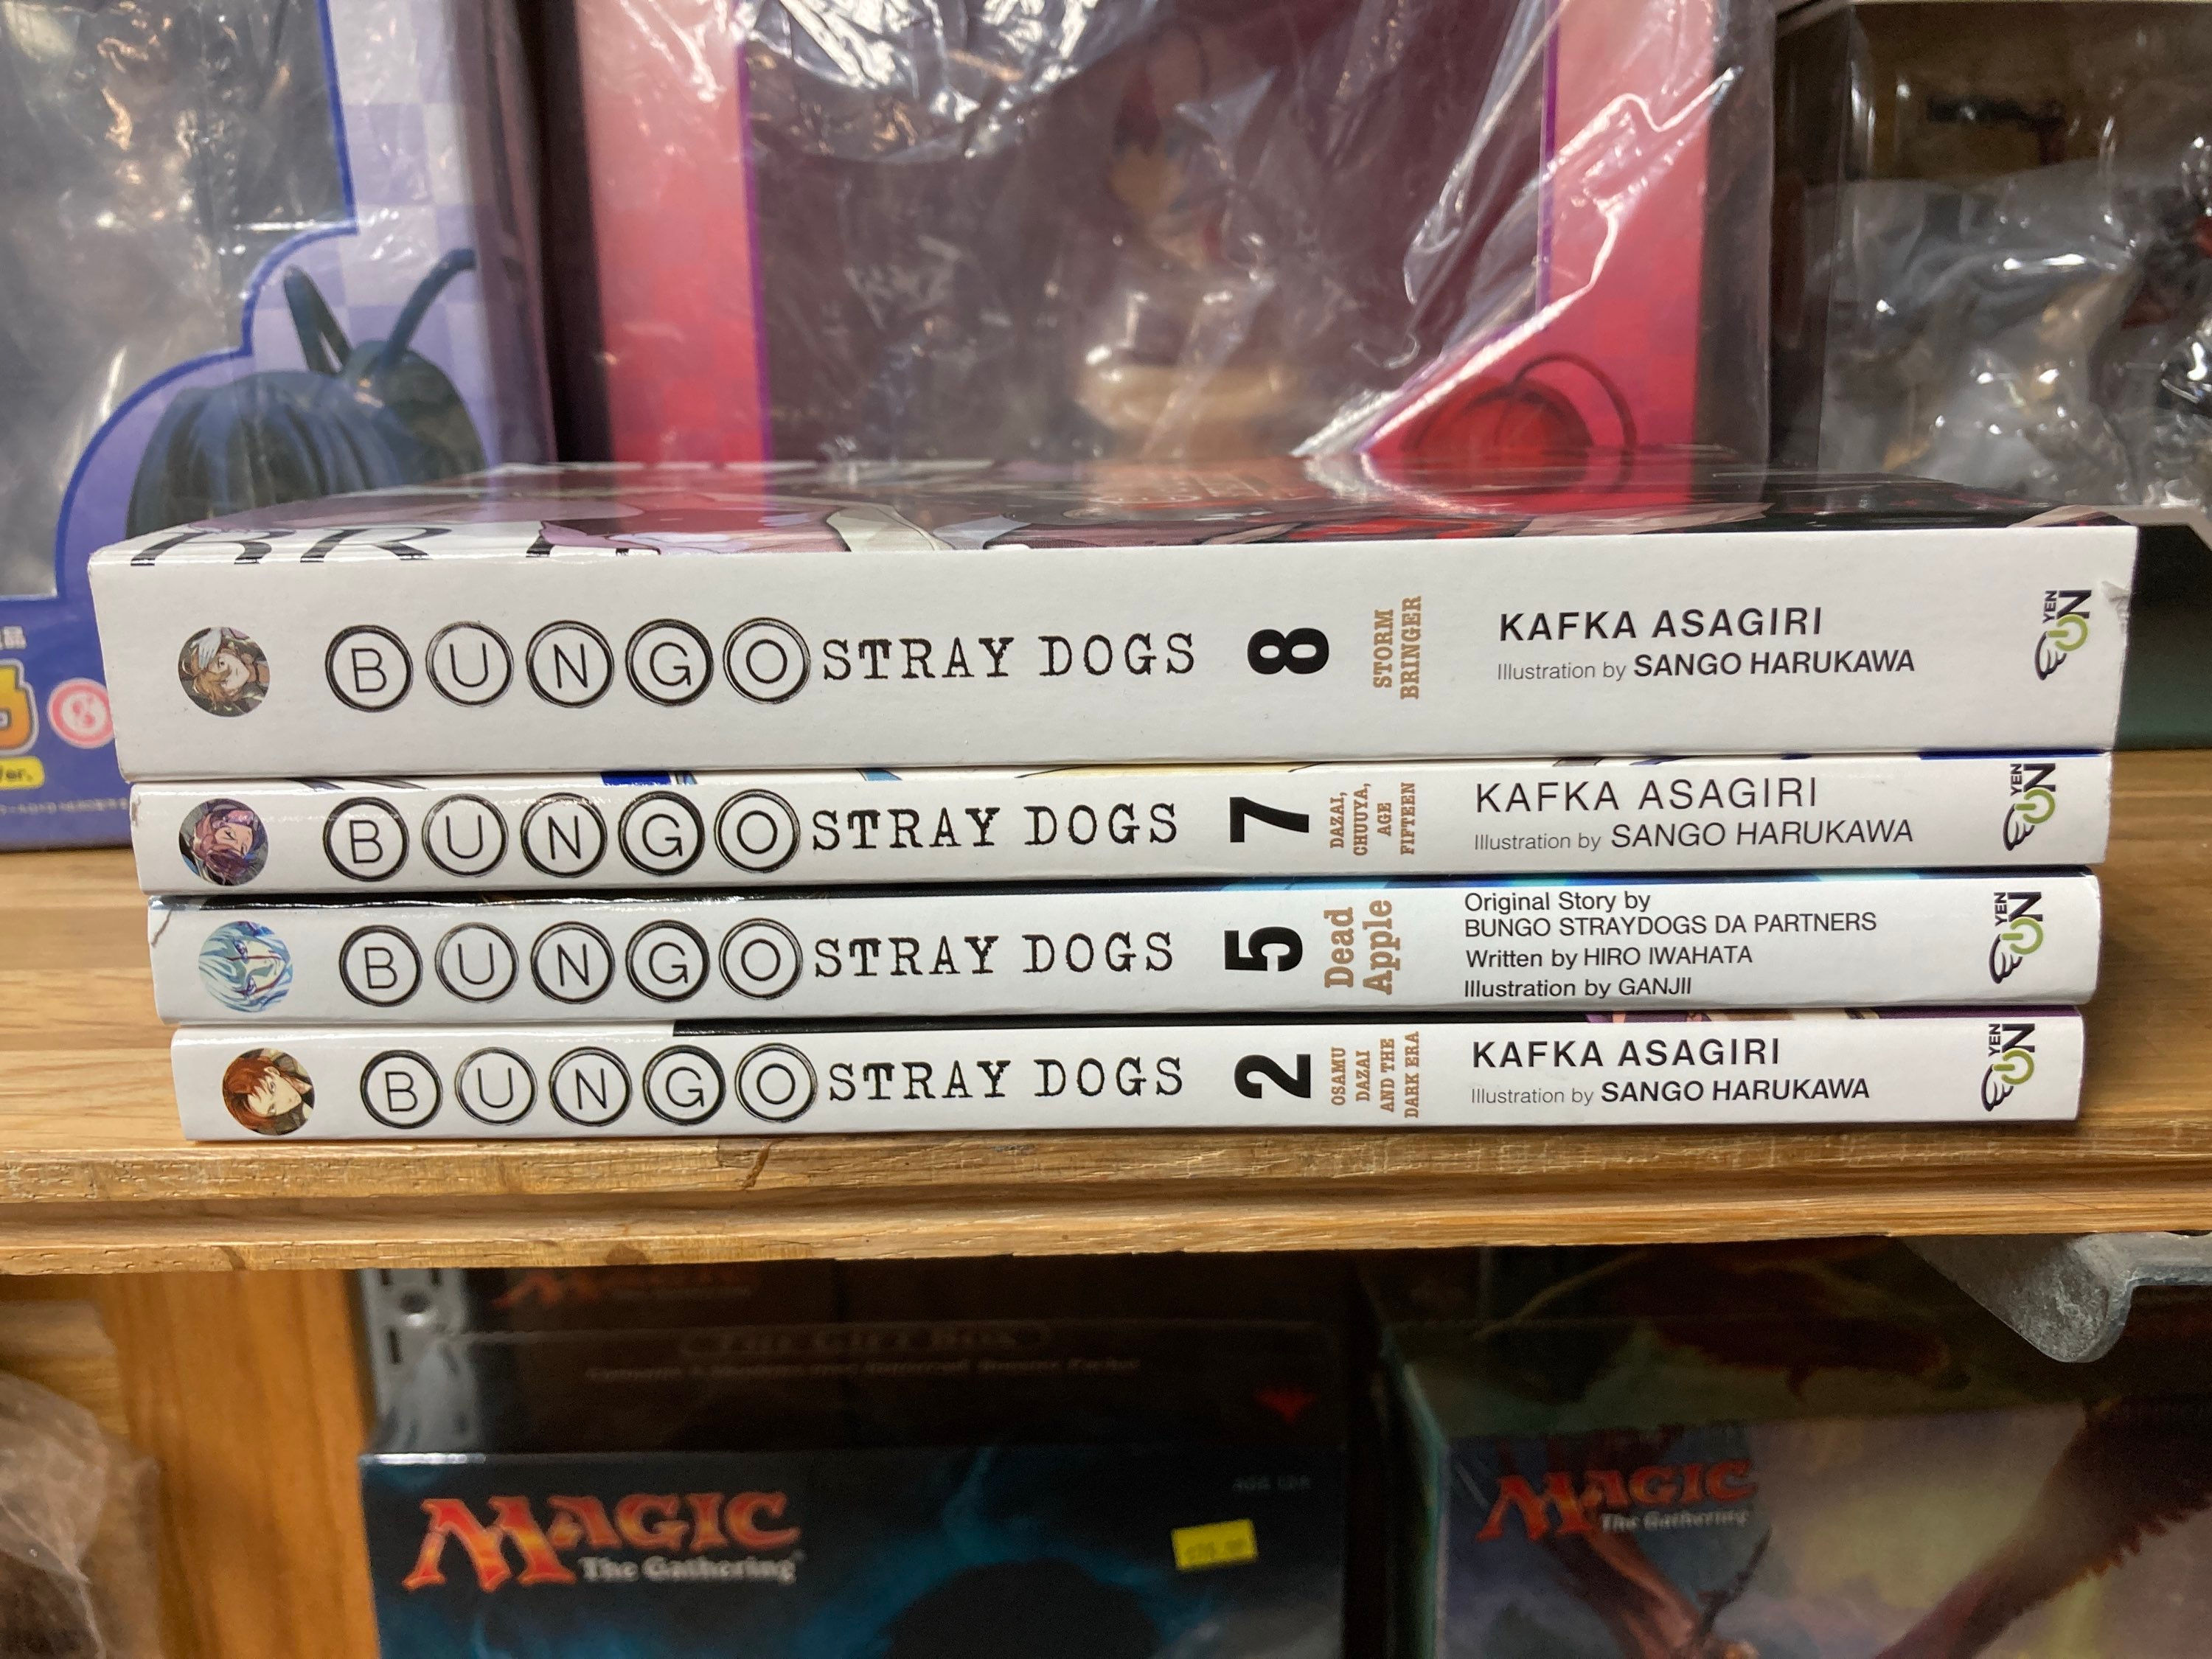 BUNGO STRAY DOGS 8 STORM BRINGER KAFKA ASAGIRI
Illustration by SANGO HARUKAWA
YEN ON
BUNGO STRAY DOGS 7 DAZAI, CHUUYA, AGE FIFTEEN KAFKA ASAGIRI
Illustration by SANGO HARUKAWA
YEN ON
BUNGO STRAY DOGS 5 Dead Apple
Original Story by
BUNGO STRAYDOGS DA PARTNERS
Written by HIRO IWAHATA
Illustration by GANJII
YEN ON
BUNGO STRAY DOGS 2 OSAMU DAZAI AND THE DARK ERA KAFKA ASAGIRI
Illustration by SANGO HARUKAWA
YEN ON
Ver.
THE GIFT BOX
MAGIC
The Gathering
MAGIC
The Gathering